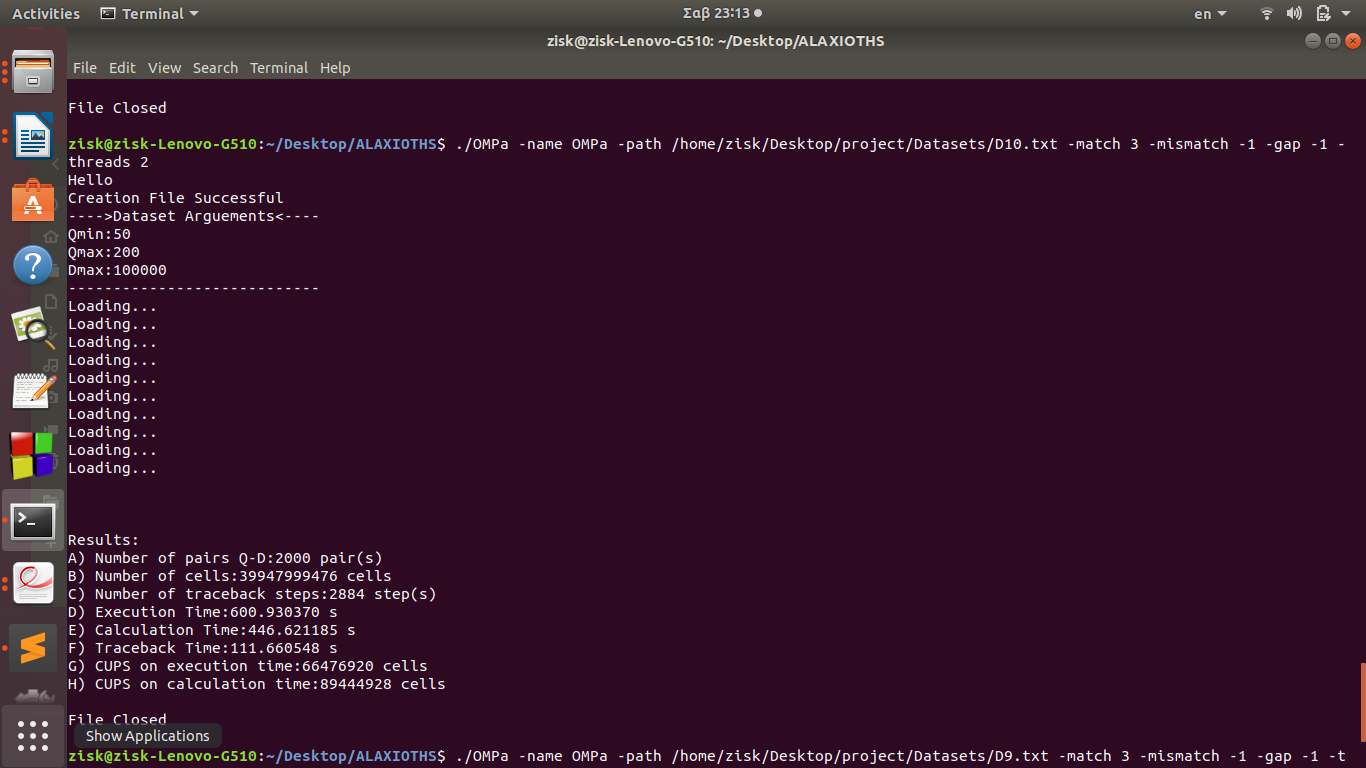 Activities
Terminal
Σαβ 23:13
en
zisk@zisk-Lenovo-G510: ~/Desktop/ALAXIOTHS
File Edit View Search Terminal Help
File Closed
zisk@zisk-Lenovo-G510:~/Desktop/ALAXIOTHS$ ./OMPa -name OMPa -path /home/zisk/Desktop/project/Datasets/D10.txt -match 3 -mismatch -1 -gap -1 -
threads 2
Hello
Creation File Successful
---->Dataset Arguements<----
Qmin:50
Qmax:200
Dmax:100000
----------------------------
Loading...
Loading...
Loading...
Loading...
Loading...
Loading...
Loading...
Loading...
Loading...
Loading...
Results:
A) Number of pairs Q-D:2000 pair(s)
B) Number of cells:39947999476 cells
C) Number of traceback steps:2884 step(s)
D) Execution Time:600.930370 s
E) Calculation Time:446.621185 s
F) Traceback Time:111.660548 s
G) CUPS on execution time:66476920 cells
H) CUPS on calculation time:89444928 cells
File Closed
Show Applications
zisk@zisk-Lenovo-G510:~/Desktop/ALAXIOTHS$ ./OMPa -name OMPa -path /home/zisk/Desktop/project/Datasets/D9.txt -match 3 -mismatch -1 -gap -1 -t